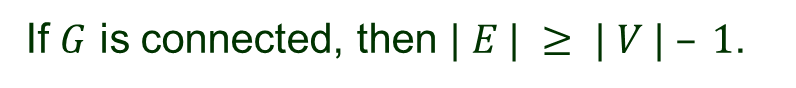 If G is connected, then | E | ≥ | V | – 1.